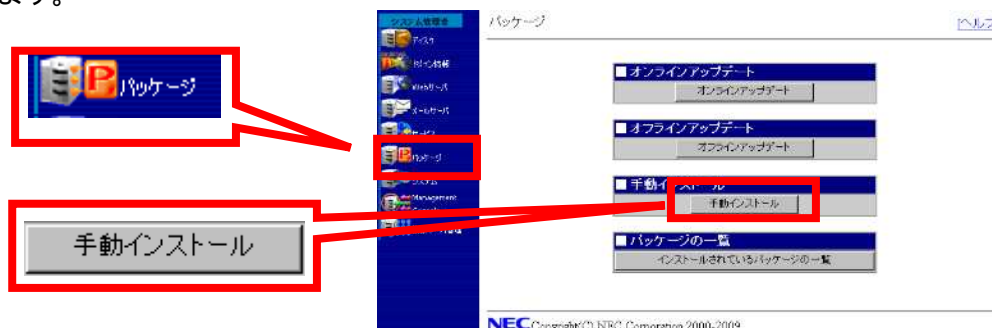 ます。
システム管理者
パッケージ
[ヘルプ
ディスク
パッケージ
Webサーバ
メールサーバ
サービス
パッケージ
システム
Management
■オンラインアップデート
オンラインアップデート
■オフラインアップデート
オフラインアップデート
■手動インストール
手動インストール
手動インストール
■パッケージの一覧
インストールされているパッケージの一覧
NEC Copyright(C) NEC Corporation 2000-2009